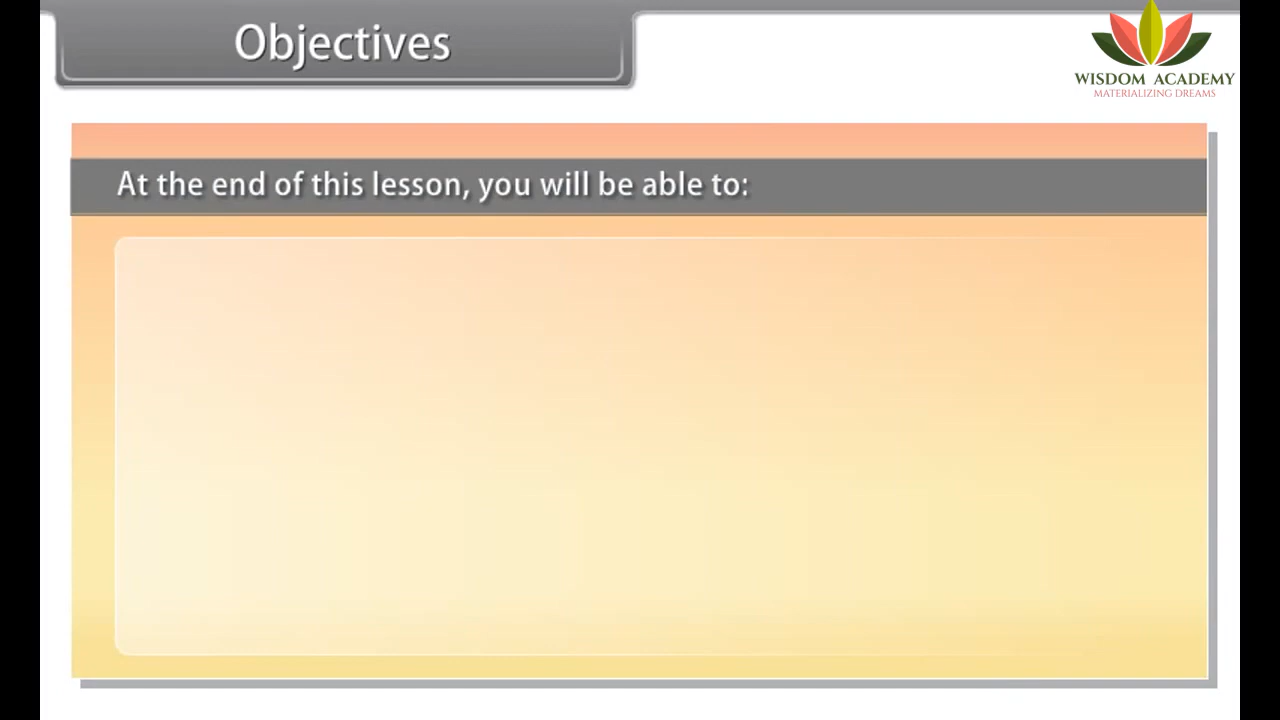 Objectives
WISDOM ACADEMY
MATERIALIZING DREAMS
At the end of this lesson, you will be able to: